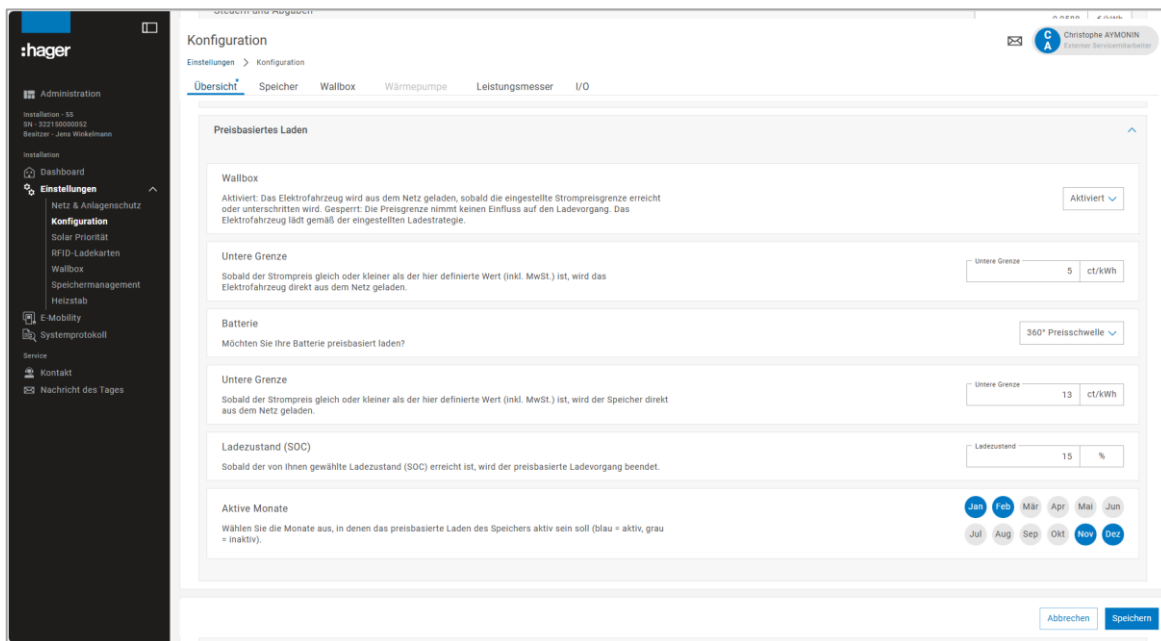 :hager
Administration
Installation - 55
SN - 322150000052
Besitzer - Jens Winkelmann
Installation
Dashboard
Einstellungen
Netz & Anlagenschutz
Konfiguration
Solar Priorität
RFID-Ladekarten
Wallbox
Speichermanagement
Heizstab
E-Mobility
Systemprotokoll
Service
Kontakt
Nachricht des Tages
Steuern und Abgaben
Konfiguration
CA
Christophe AYMONIN
Externer Servicemitarbeiter
Einstellungen > Konfiguration
Übersicht Speicher Wallbox Wärmepumpe Leistungsmesser I/O
Preisbasiertes Laden
Wallbox
Aktiviert: Das Elektrofahrzeug wird aus dem Netz geladen, sobald die eingestellte Strompreisgrenze erreicht
oder unterschritten wird. Gesperrt: Die Preisgrenze nimmt keinen Einfluss auf den Ladevorgang. Das
Elektrofahrzeug lädt gemäß der eingestellten Ladestrategie.
Aktiviert
Untere Grenze
Sobald der Strompreis gleich oder kleiner als der hier definierte Wert (inkl. MwSt.) ist, wird das
Elektrofahrzeug direkt aus dem Netz geladen.
Untere Grenze
5 ct/kWh
Batterie
Möchten Sie Ihre Batterie preisbasiert laden?
360° Preisschwelle
Untere Grenze
Sobald der Strompreis gleich oder kleiner als der hier definierte Wert (inkl. MwSt.) ist, wird der Speicher direkt
aus dem Netz geladen.
Untere Grenze
13 ct/kWh
Ladezustand (SOC)
Sobald der von Ihnen gewählte Ladezustand (SOC) erreicht ist, wird der preisbasierte Ladevorgang beendet.
Ladezustand
15 %
Aktive Monate
Wählen Sie die Monate aus, in denen das preisbasierte Laden des Speichers aktiv sein soll (blau = aktiv, grau
= inaktiv).
Jan Feb Mär Apr Mai Jun
Jul Aug Sep Okt Nov Dez
Abbrechen Speichern